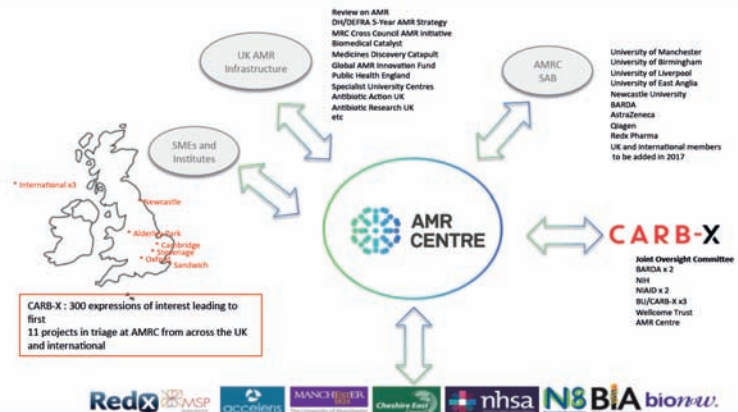 Review on AMR
DH/DEFRA 5-Year AMR Strategy
MRC Cross Council AMR initiative
Biomedical Catalyst
Medicines Discovery Catapult
Global AMR Innovation Fund
Public Health England
Specialist University Centres
Antibiotic Action UK
Antibiotic Research UK
etc
UK AMR
Infrastructure
AMRC
SAB
University of Manchester
University of Birmingham
University of Liverpool
University of East Anglia
Newcastle University
BARDA
AstraZeneca
Qiagen
Redx Pharma
UK and International members
to be added in 2017
SMEs and
Institutes
* International x3
* Newcastle
* Alderley Park
* Cambridge
* Stevenage
* Oxford
* Sandwich
AMR
CENTRE
CARB-X
Joint Oversight Committee
BARDA x 2
NIH
NIAID x 2
BU/CARB-X x3
Wellcome Trust
AMR Centre
CARB-X : 300 expressions of interest leading to
first
11 projects in triage at AMRC from across the UK
and international
RedX
MSP
accelens
MANCHESTER
1824
The University of Manchester
Cheshire East
nhsa
N8
BIA
bionow.